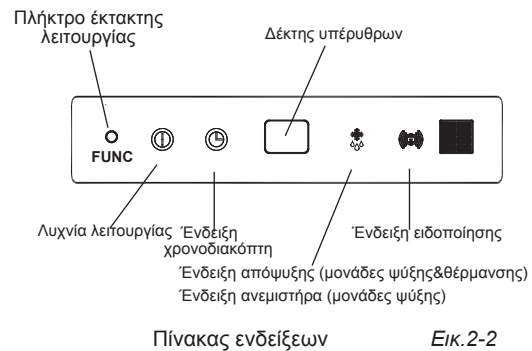 Πλήκτρο έκτακτης
λειτουργίας
Δέκτης υπέρυθρων
FUNC
Λυχνία λειτουργίας
Ένδειξη
χρονοδιακόπτη
Ένδειξη ειδοποίησης
Ένδειξη απόψυξης (μονάδες ψύξης&θέρμανσης)
Ένδειξη ανεμιστήρα (μονάδες ψύξης)
Πίνακας ενδείξεων Εικ.2-2